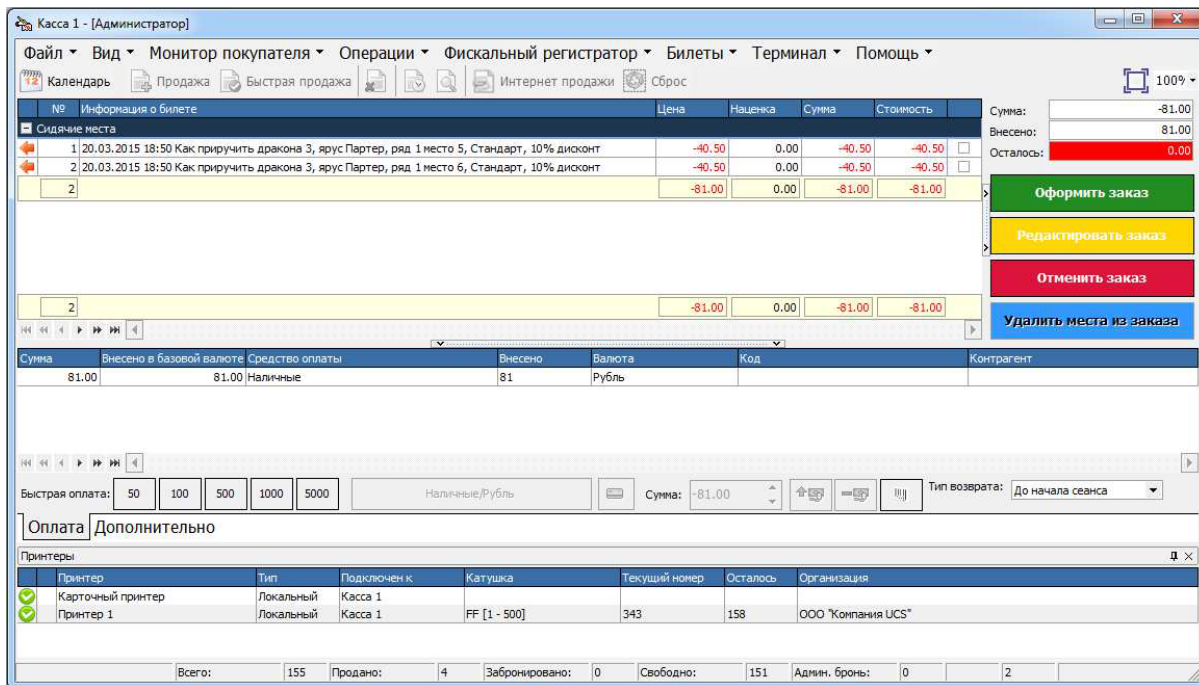 Касса 1 - [Администратор]
Файл Вид Монитор покупателя Операции Фискальный регистратор Билеты Терминал Помощь
12 Календарь Продажа Быстрая продажа Интернет продажи Сброс 100%
№ Информация о билете Цена Наценка Сумма Стоимость
Сумма: -81.00
Сидячие места
Внесено: 81.00
1 20.03.2015 18:50 Как приручить дракона 3, ярус Партер, ряд 1 место 5, Стандарт, 10% дисконт -40.50 0.00 -40.50 -40.50
Осталось: 0.00
2 20.03.2015 18:50 Как приручить дракона 3, ярус Партер, ряд 1 место 6, Стандарт, 10% дисконт -40.50 0.00 -40.50 -40.50
2 -81.00 0.00 -81.00 -81.00
Оформить заказ
Редактировать заказ
Отменить заказ
2 -81.00 0.00 -81.00 -81.00
Удалить места из заказа
Сумма Внесено в базовой валюте Средство оплаты Внесено Валюта Код Контрагент
81.00 81.00 Наличные 81 Рубль
Быстрая оплата: 50 100 500 1000 5000 Наличные/Рубль Сумма: -81.00 Тип возврата: До начала сеанса
Оплата Дополнительно
Принтеры
Принтер Тип Подключен к Катушка Текущий номер Осталось Организация
Карточный принтер Локальный Касса 1
Принтер 1 Локальный Касса 1 FF [1 - 500] 343 158 ООО "Компания UCS"
Всего: 155 Продано: 4 Забронировано: 0 Свободно: 151 Админ. бронь: 0 2